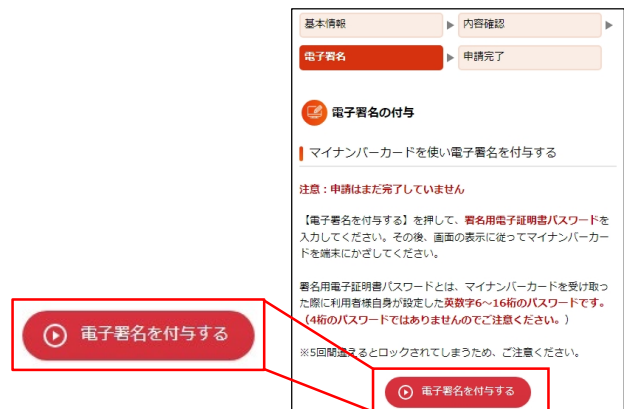 基本情報 ▶ 内容確認 ▶
電子署名 ▶ 申請完了
電子署名の付与
マイナンバーカードを使い電子署名を付与する
注意：申請はまだ完了していません
【電子署名を付与する】を押して、署名用電子証明書パスワードを
入力してください。その後、画面の表示に従ってマイナンバーカー
ドを端末にかざしてください。
署名用電子証明書パスワードとは、マイナンバーカードを受け取っ
た際に利用者様自身が設定した英数字6～16桁のパスワードです。
（4桁のパスワードではありませんのでご注意ください。）
※5回間違えるとロックされてしまうため、ご注意ください。
電子署名を付与する
電子署名を付与する